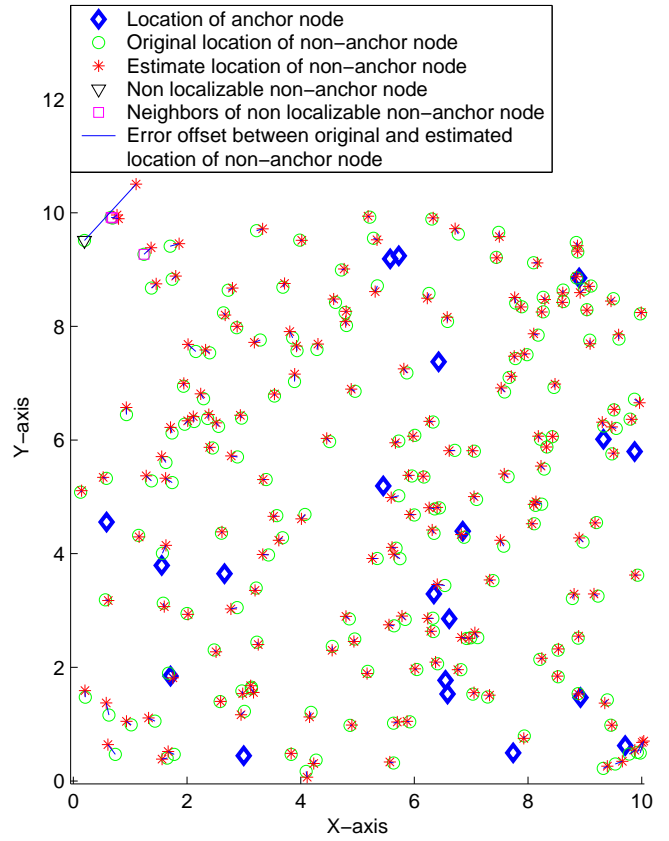 Location of anchor node
Original location of non−anchor node
Estimate location of non−anchor node
Non localizable non−anchor node
Neighbors of non localizable non−anchor node
Error offset between original and estimated
location of non−anchor node
12
10
8
6
4
2
0
Y−axis
0 2 4 6 8 10
X−axis